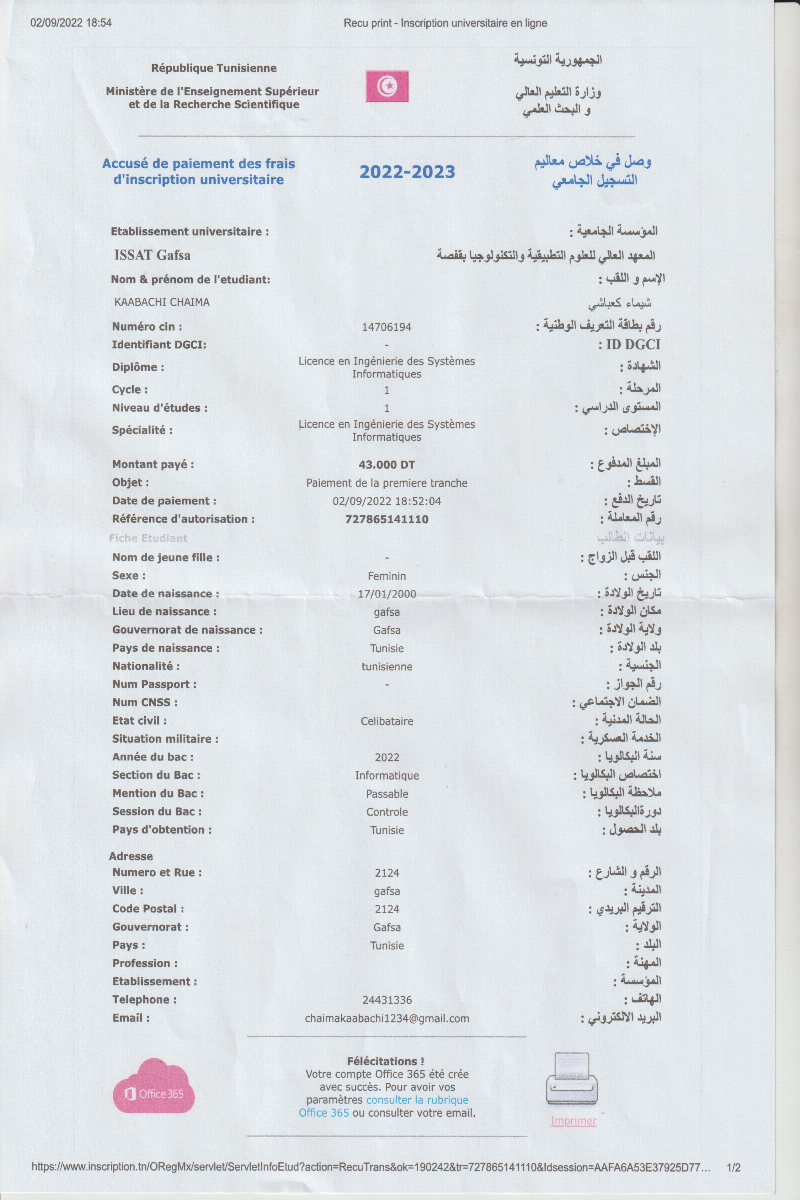 02/09/2022 18:54 Recu print - Inscription universitaire en ligne
République Tunisienne الجمهورية التونسية
Ministère de l'Enseignement Supérieur وزارة التعليم العالي
et de la Recherche Scientifique و البحث العلمي
Accusé de paiement des frais 2022-2023 وصل في خلاص معاليم
d'inscription universitaire التسجيل الجامعي
Etablissement universitaire : المؤسسة الجامعية :
ISSAT Gafsa المعهد العالي للعلوم التطبيقية والتكنولوجيا بقفصة
Nom & prénom de l'etudiant: الإسم و اللقب :
KAABACHI CHAIMA شيماء كعباشي
Numéro cin : 14706194 رقم بطاقة التعريف الوطنية :
Identifiant DGCI: - ID DGCI :
Diplôme : Licence en Ingénierie des Systèmes الشهادة :
Informatiques
Cycle : 1 المرحلة :
Niveau d'études : 1 المستوى الدراسي :
Spécialité : Licence en Ingénierie des Systèmes الإختصاص :
Informatiques
Montant payé : 43.000 DT المبلغ المدفوع :
Objet : Paiement de la premiere tranche القسط :
Date de paiement : 02/09/2022 18:52:04 تاريخ الدفع :
Référence d'autorisation : 727865141110 رقم المعاملة :
Fiche Etudiant بيانات الطالب
Nom de jeune fille : - اللقب قبل الزواج :
Sexe : Feminin الجنس :
Date de naissance : 17/01/2000 تاريخ الولادة :
Lieu de naissance : gafsa مكان الولادة :
Gouvernorat de naissance : Gafsa ولاية الولادة :
Pays de naissance : Tunisie بلد الولادة :
Nationalité : tunisienne الجنسية :
Num Passport : - رقم الجواز :
Num CNSS : الضمان الاجتماعي :
Etat civil : Celibataire الحالة المدنية :
Situation militaire : الخدمة العسكرية :
Année du bac : 2022 سنة البكالويا :
Section du Bac : Informatique اختصاص البكالويا :
Mention du Bac : Passable ملاحظة البكالويا :
Session du Bac : Controle دورةالبكالويا :
Pays d'obtention : Tunisie بلد الحصول :
Adresse
Numero et Rue : 2124 الرقم و الشارع :
Ville : gafsa المدينة :
Code Postal : 2124 الترقيم البريدي :
Gouvernorat : Gafsa الولاية :
Pays : Tunisie البلد :
Profession : المهنة :
Etablissement : المؤسسة :
Telephone : 24431336 الهاتف :
Email : chaimakaabachi1234@gmail.com البريد الالكتروني :
Félécitations !
Votre compte Office 365 été crée
avec succès. Pour avoir vos
paramètres consulter la rubrique
Office 365 ou consulter votre email.
Office 365
Imprimer
https://www.inscription.tn/ORegMx/servlet/ServletInfoEtud?action=RecuTrans&ok=190242&tr=727865141110&Idsession=AAFA6A53E37925D77... 1/2